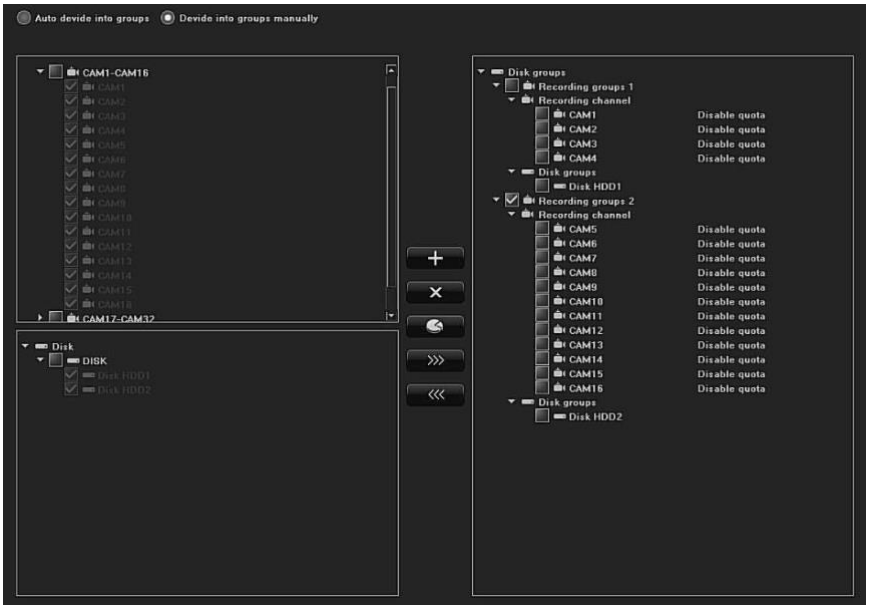 Auto devide into groups Devide into groups manually
CAM1-CAM16
CAM1
CAM2
CAM3
CAM4
CAM5
CAM6
CAM7
CAM8
CAM9
CAM10
CAM11
CAM12
CAM13
CAM14
CAM15
CAM16
CAM17-CAM32
Disk
DISK
Disk HDD1
Disk HDD2
Disk groups
Recording groups 1
Recording channel
CAM1 Disable quota
CAM2 Disable quota
CAM3 Disable quota
CAM4 Disable quota
Disk groups
Disk HDD1
Recording groups 2
Recording channel
CAM5 Disable quota
CAM6 Disable quota
CAM7 Disable quota
CAM8 Disable quota
CAM9 Disable quota
CAM10 Disable quota
CAM11 Disable quota
CAM12 Disable quota
CAM13 Disable quota
CAM14 Disable quota
CAM15 Disable quota
CAM16 Disable quota
Disk groups
Disk HDD2